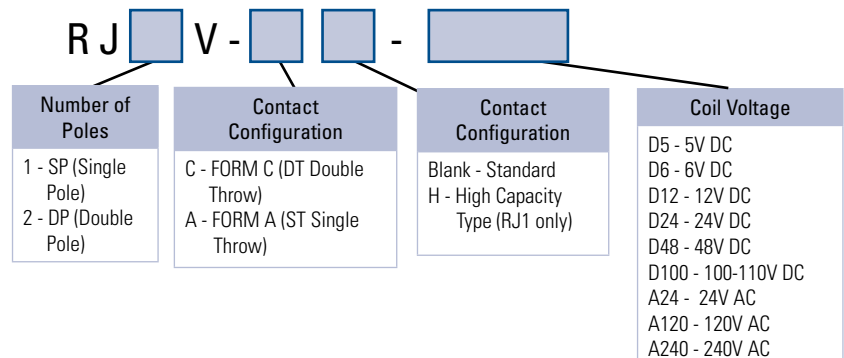 RJ V - -
Number of
Poles
1 - SP (Single
Pole)
2 - DP (Double
Pole)
Contact
Configuration
C - FORM C (DT Double
Throw)
A - FORM A (ST Single
Throw)
Contact
Configuration
Blank - Standard
H - High Capacity
Type (RJ1 only)
Coil Voltage
D5 - 5V DC
D6 - 6V DC
D12 - 12V DC
D24 - 24V DC
D48 - 48V DC
D100 - 100-110V DC
A24 - 24V AC
A120 - 120V AC
A240 - 240V AC